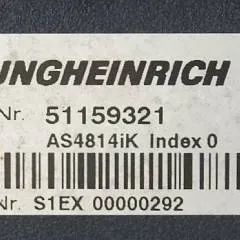 UNGHEINRICH
Nr. 51159321
AS4814iK Index 0
Nr. S1EX 00000292